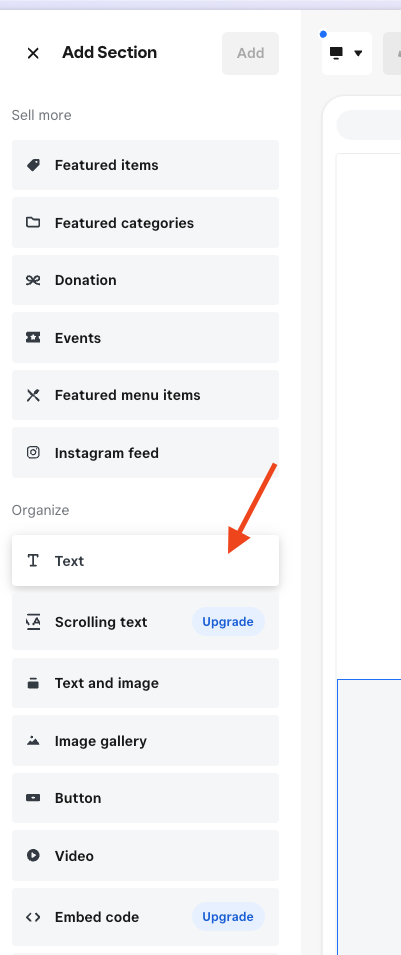 Add Section
Add
Sell more
Featured items
Featured categories
Donation
Events
Featured menu items
Instagram feed
Organize
Text
Scrolling text
Upgrade
Text and image
Image gallery
Button
Video
Embed code
Upgrade